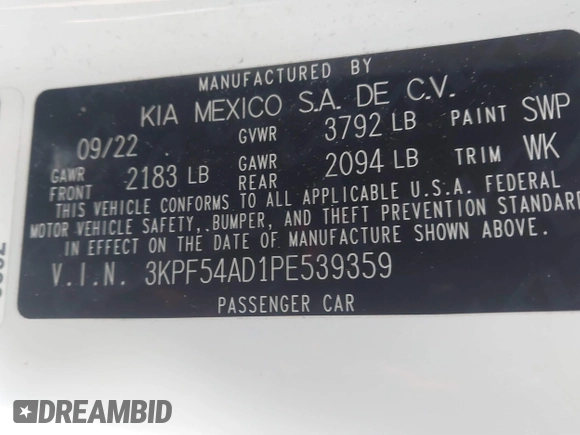 MANUFACTURED BY
KIA MEXICO S.A. DE C.V.
09/22 GVWR 3792 LB PAINT SWP
GAWR FRONT 2183 LB GAWR REAR 2094 LB TRIM WK
THIS VEHICLE CONFORMS TO ALL APPLICABLE U.S.A. FEDERAL
MOTOR VEHICLE SAFETY, BUMPER, AND THEFT PREVENTION STANDARD
IN EFFECT ON THE DATE OF MANUFACTURE SHOWN ABOVE.
V.I.N. 3KPF54AD1PE539359
PASSENGER CAR
DREAMBID